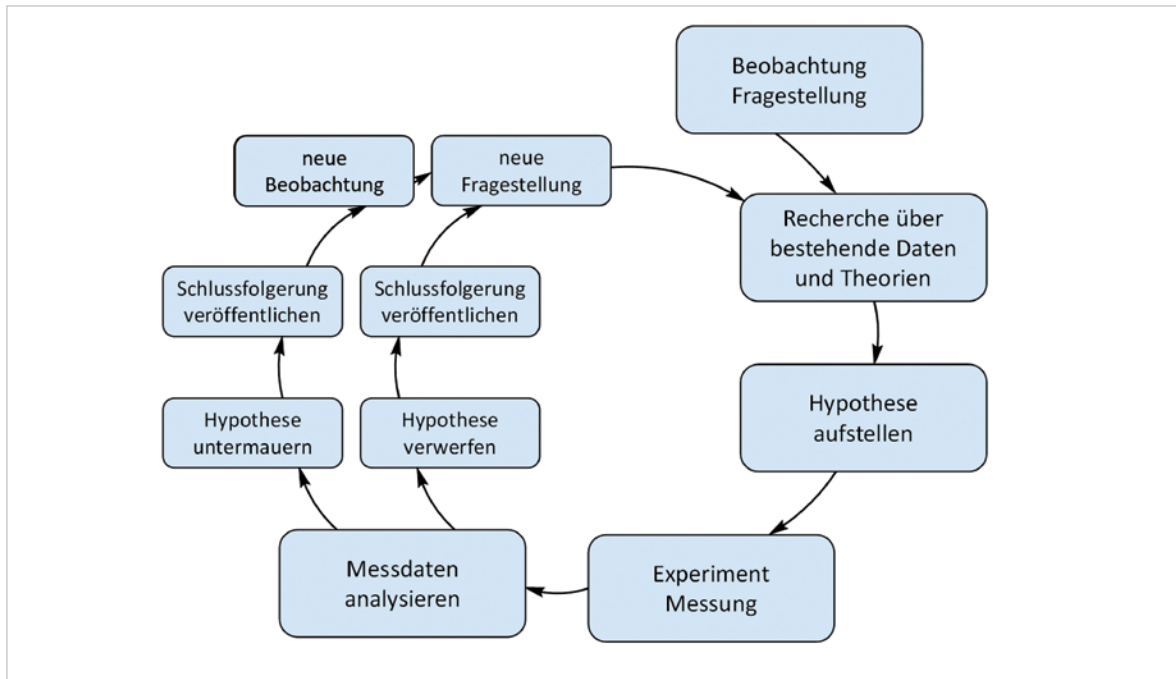 Beobachtung
Fragestellung
Recherche über
bestehende Daten
und Theorien
Hypothese
aufstellen
Experiment
Messung
Messdaten
analysieren
Hypothese
untermauern
Schlussfolgerung
veröffentlichen
neue
Beobachtung
Hypothese
verwerfen
Schlussfolgerung
veröffentlichen
neue
Fragestellung